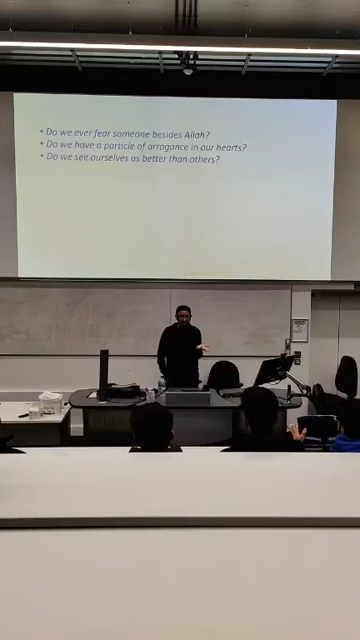 • Do we ever fear someone besides Allah?
• Do we have a particle of arrogance in our hearts?
• Do we see ourselves as better than others?